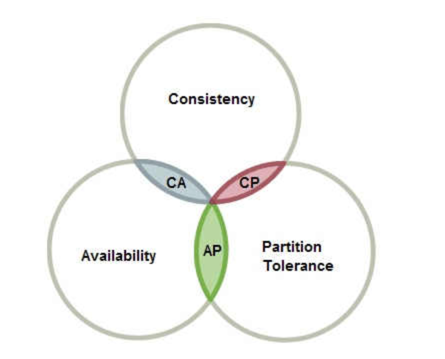 Consistency
CA
CP
AP
Availability
Partition
Tolerance